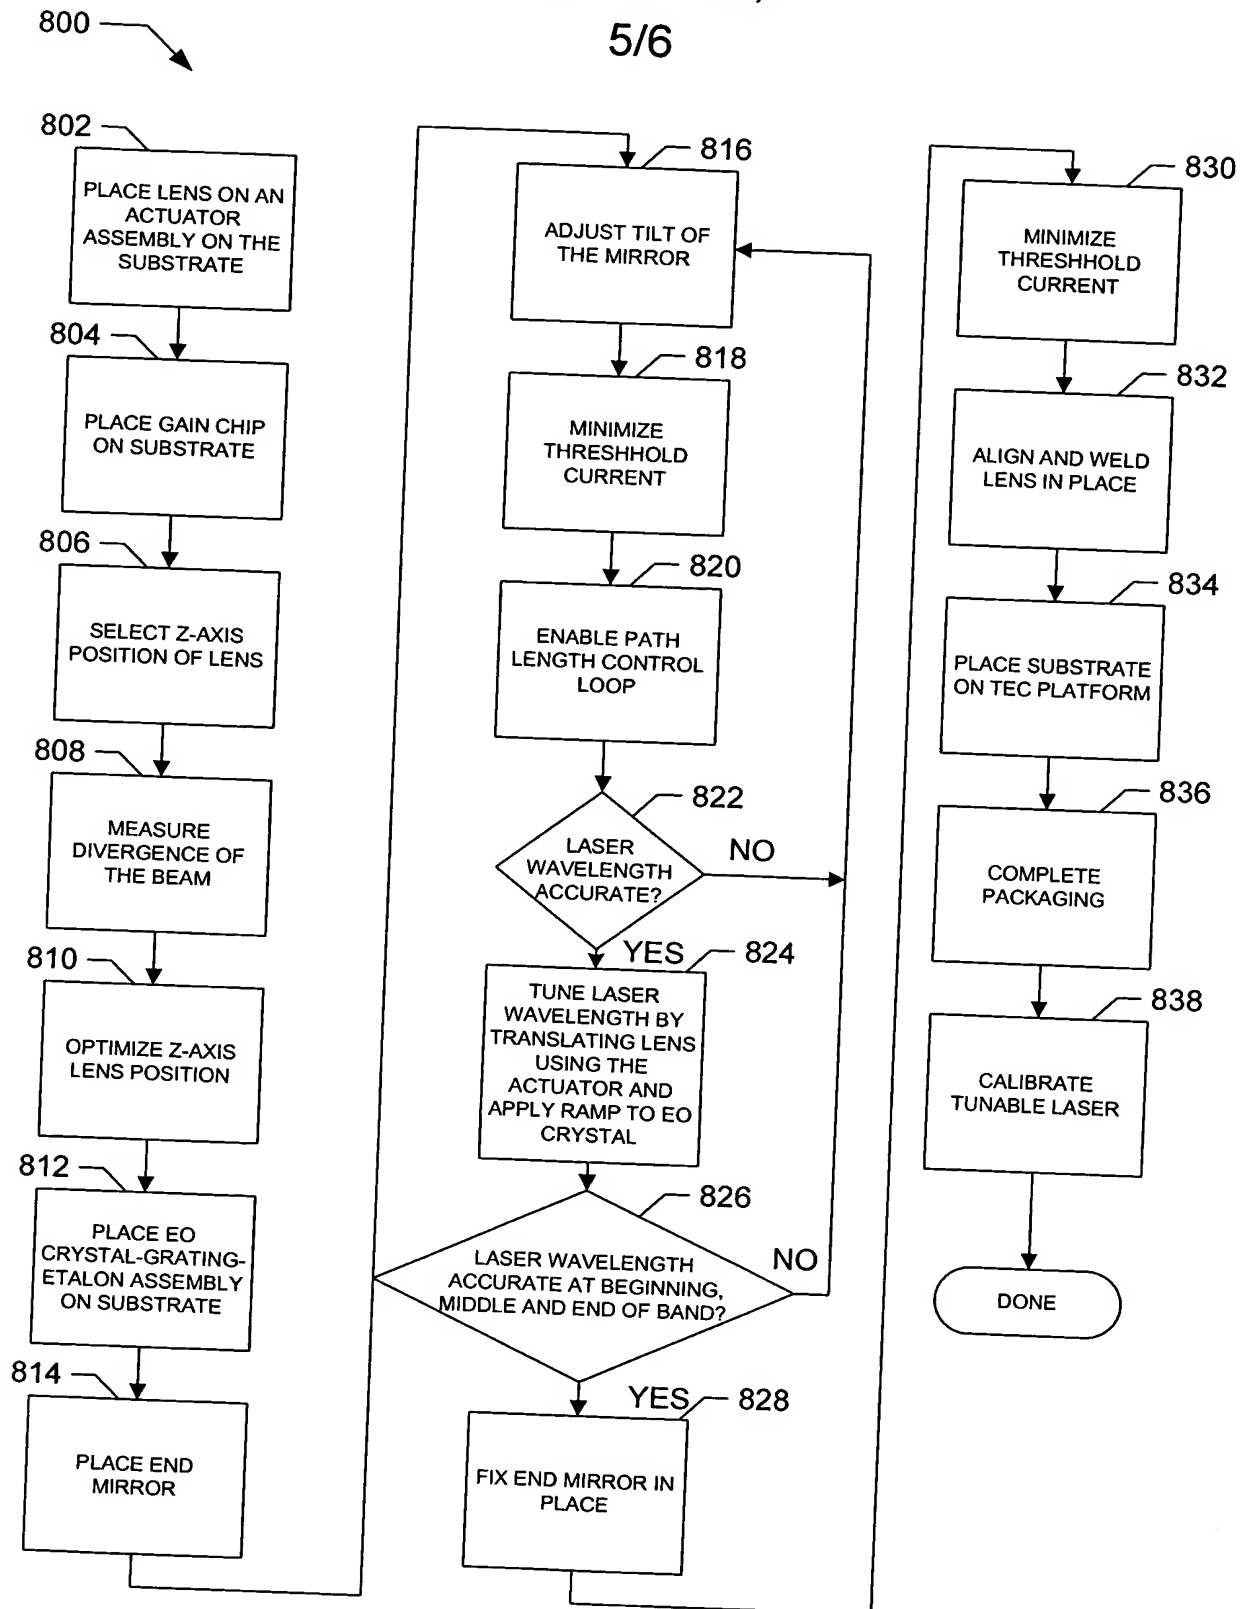 5/6
800
802
PLACE LENS ON AN
ACTUATOR
ASSEMBLY ON THE
SUBSTRATE
804
PLACE GAIN CHIP
ON SUBSTRATE
806
SELECT Z-AXIS
POSITION OF LENS
808
MEASURE
DIVERGENCE OF
THE BEAM
810
OPTIMIZE Z-AXIS
LENS POSITION
812
PLACE EO
CRYSTAL-GRATING-
ETALON ASSEMBLY
ON SUBSTRATE
814
PLACE END
MIRROR
816
ADJUST TILT OF
THE MIRROR
818
MINIMIZE
THRESHHOLD
CURRENT
820
ENABLE PATH
LENGTH CONTROL
LOOP
822
LASER
WAVELENGTH
ACCURATE?
NO
YES
824
TUNE LASER
WAVELENGTH BY
TRANSLATING LENS
USING THE
ACTUATOR AND
APPLY RAMP TO EO
CRYSTAL
826
LASER WAVELENGTH
ACCURATE AT BEGINNING,
MIDDLE AND END OF BAND?
NO
YES
828
FIX END MIRROR IN
PLACE
830
MINIMIZE
THRESHHOLD
CURRENT
832
ALIGN AND WELD
LENS IN PLACE
834
PLACE SUBSTRATE
ON TEC PLATFORM
836
COMPLETE
PACKAGING
838
CALIBRATE
TUNABLE LASER
DONE